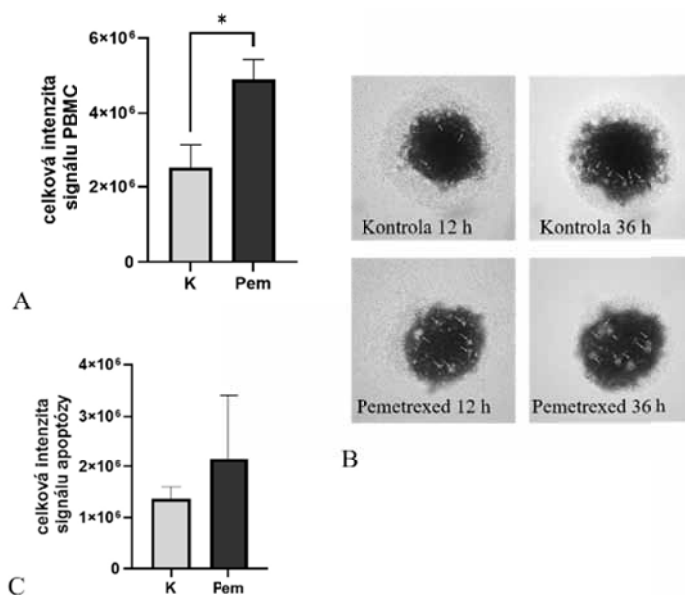 *
6×10⁶
4×10⁶
2×10⁶
0
celková intenzita
signálu PBMC
K Pem
A
Kontrola 12 h
Kontrola 36 h
Pemetrexed 12 h
Pemetrexed 36 h
B
4×10⁶
3×10⁶
2×10⁶
1×10⁶
0
celková intenzita
signálu apoptózy
K Pem
C